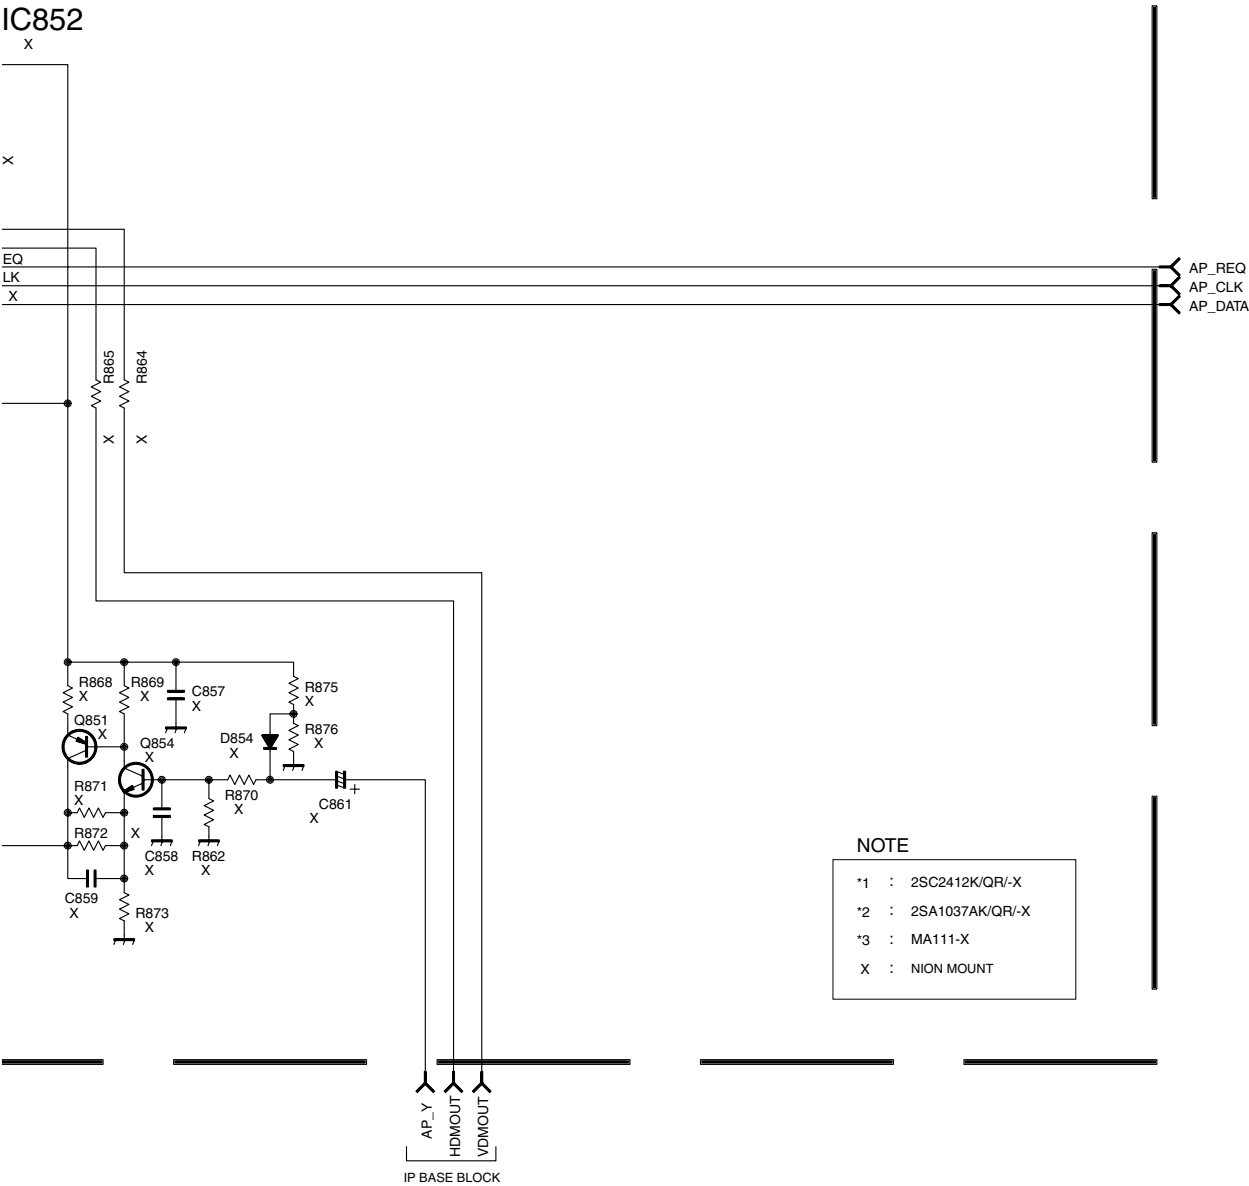 IC852
X
X
EQ
LK
X
AP_REQ
AP_CLK
AP_DATA
R865
R864
X
X
R868
X
R869
X
C857
X
R875
X
Q851
X
Q854
X
D854
X
R876
X
R871
X
R870
X
C861
X
+
R872
X
C858
X
R862
X
C859
X
R873
X
NOTE
*1 : 2SC2412K/QR/-X
*2 : 2SA1037AK/QR/-X
*3 : MA111-X
X : NION MOUNT
AP_Y
HDMOUT
VDMOUT
IP BASE BLOCK